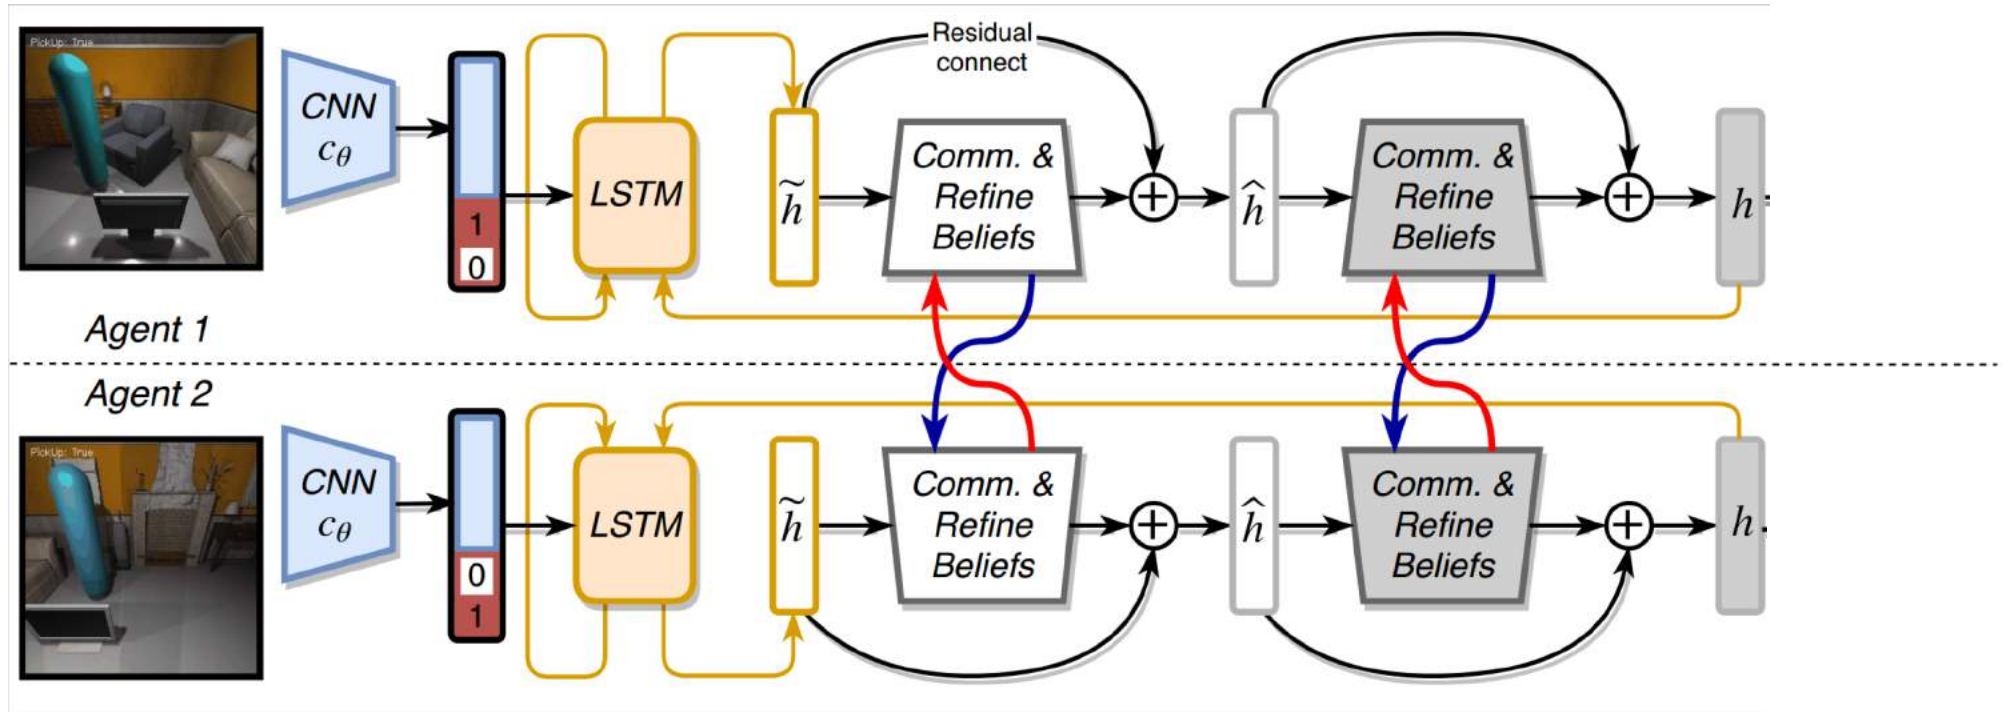 PickUp: True
CNN
cθ
1
0
LSTM
h̃
Residual
connect
Comm. &
Refine
Beliefs
+
ĥ
Comm. &
Refine
Beliefs
+
h
Agent 1
Agent 2
PickUp: True
CNN
cθ
0
1
LSTM
h̃
Comm. &
Refine
Beliefs
+
ĥ
Comm. &
Refine
Beliefs
+
h